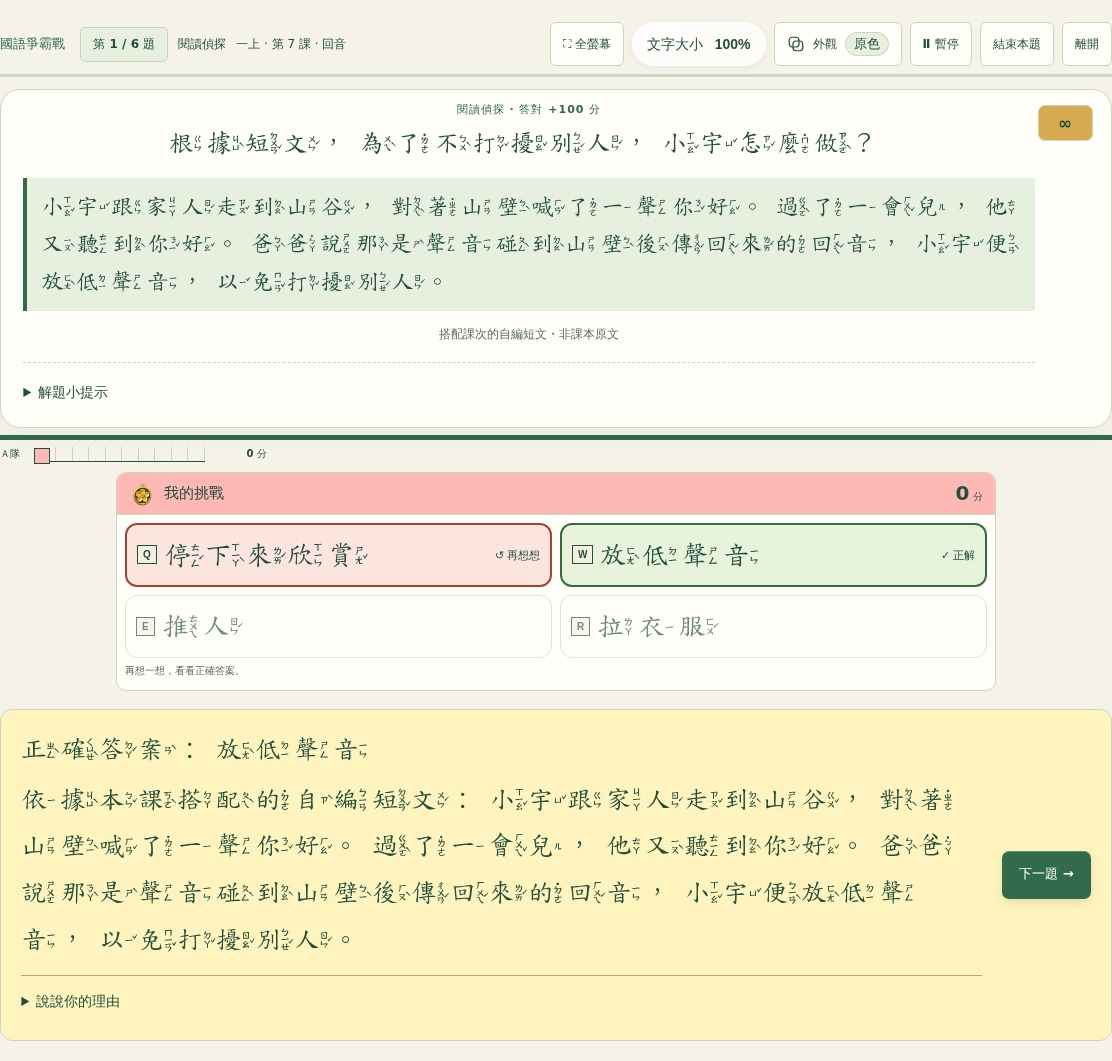 國語爭霸戰 第 1 / 6 題 閱讀偵探 一上 · 第 7 課 · 回音 全螢幕 文字大小 100% 外觀 原色 暫停 結束本題 離開
閱讀偵探・答對 +100 分
∞
根據短文，為了不打擾別人，小宇怎麼做？
小宇跟家人走到山谷，對著山壁喊了一聲你好。過了一會兒，他
又聽到你好。爸爸說那是聲音碰到山壁後傳回來的回音，小宇便
放低聲音，以免打擾別人。
搭配課次的自編短文・非課本原文
▶ 解題小提示
A 隊 0 分
我的挑戰 0 分
Q 停下來欣賞 ↺ 再想想
W 放低聲音 ✓ 正解
E 推人
R 拉衣服
再想一想，看看正確答案。
正確答案：放低聲音
依據本課搭配的自編短文：小宇跟家人走到山谷，對著
山壁喊了一聲你好。過了一會兒，他又聽到你好。爸爸
說那是聲音碰到山壁後傳回來的回音，小宇便放低聲
音，以免打擾別人。
下一題 →
▶ 說說你的理由